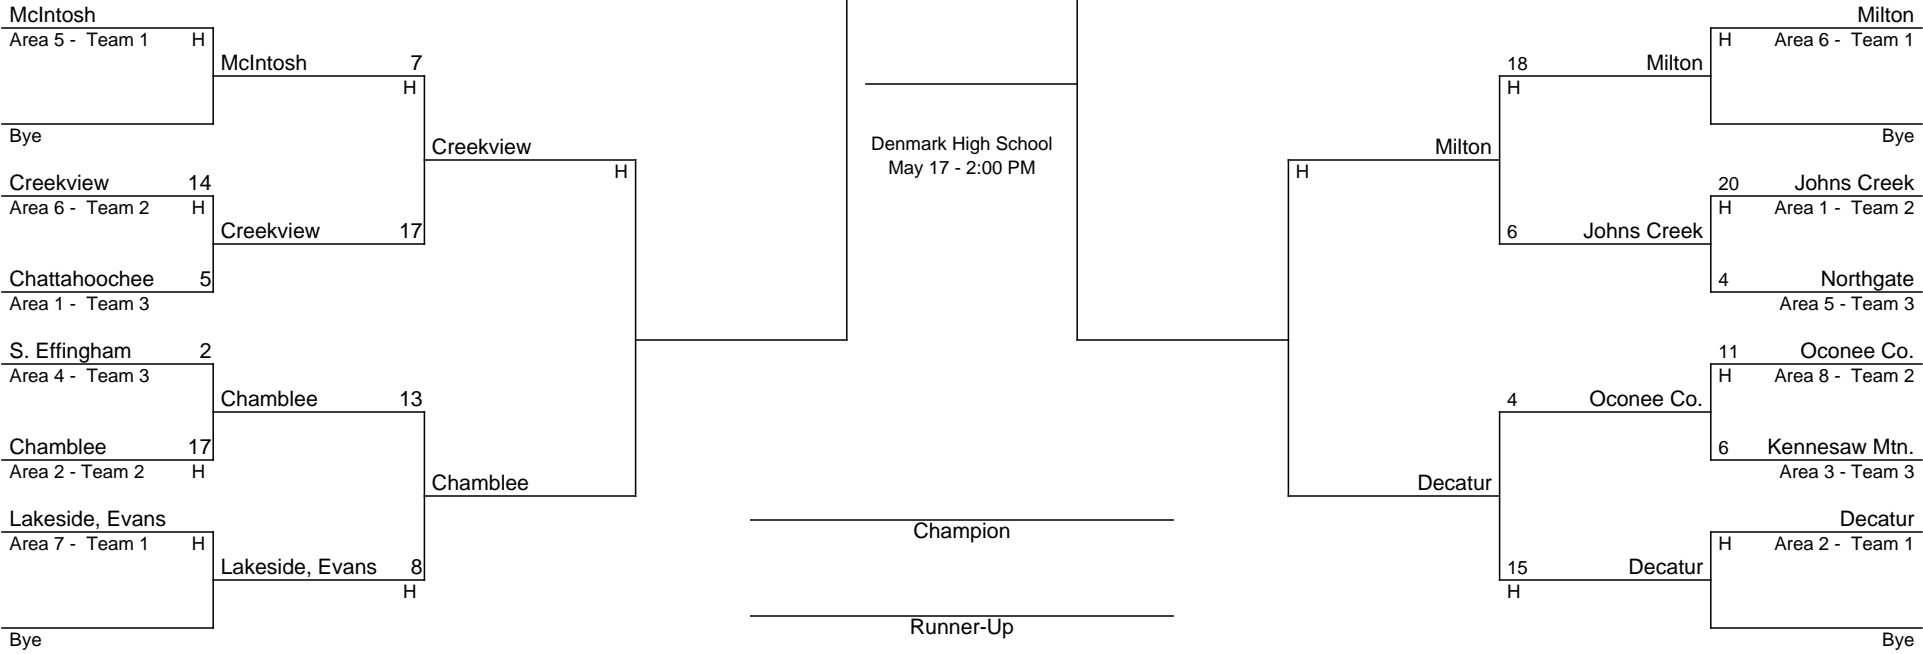 McIntosh
Area 5 -  Team 1 H
McIntosh 7
H
Bye
Creekview
H
Creekview 14
Area 6 -  Team 2 H
Creekview 17
Chattahoochee 5
Area 1 -  Team 3
S. Effingham 2
Area 4 -  Team 3
Chamblee 13
Chamblee 17
Area 2 - Team 2 H
Chamblee
Lakeside, Evans
Area 7 -  Team 1 H
Lakeside, Evans 8
H
Bye
Denmark High School
May 17 - 2:00 PM
Champion
Runner-Up
Milton
H Area 6 -  Team 1
18 Milton
H
Bye
Milton
H
20 Johns Creek
H Area 1 -  Team 2
6 Johns Creek
4 Northgate
Area 5 - Team 3
11 Oconee Co.
H Area 8 -  Team 2
4 Oconee Co.
6 Kennesaw Mtn.
Area 3 - Team 3
Decatur
Decatur
H Area 2 -  Team 1
15 Decatur
H
Bye